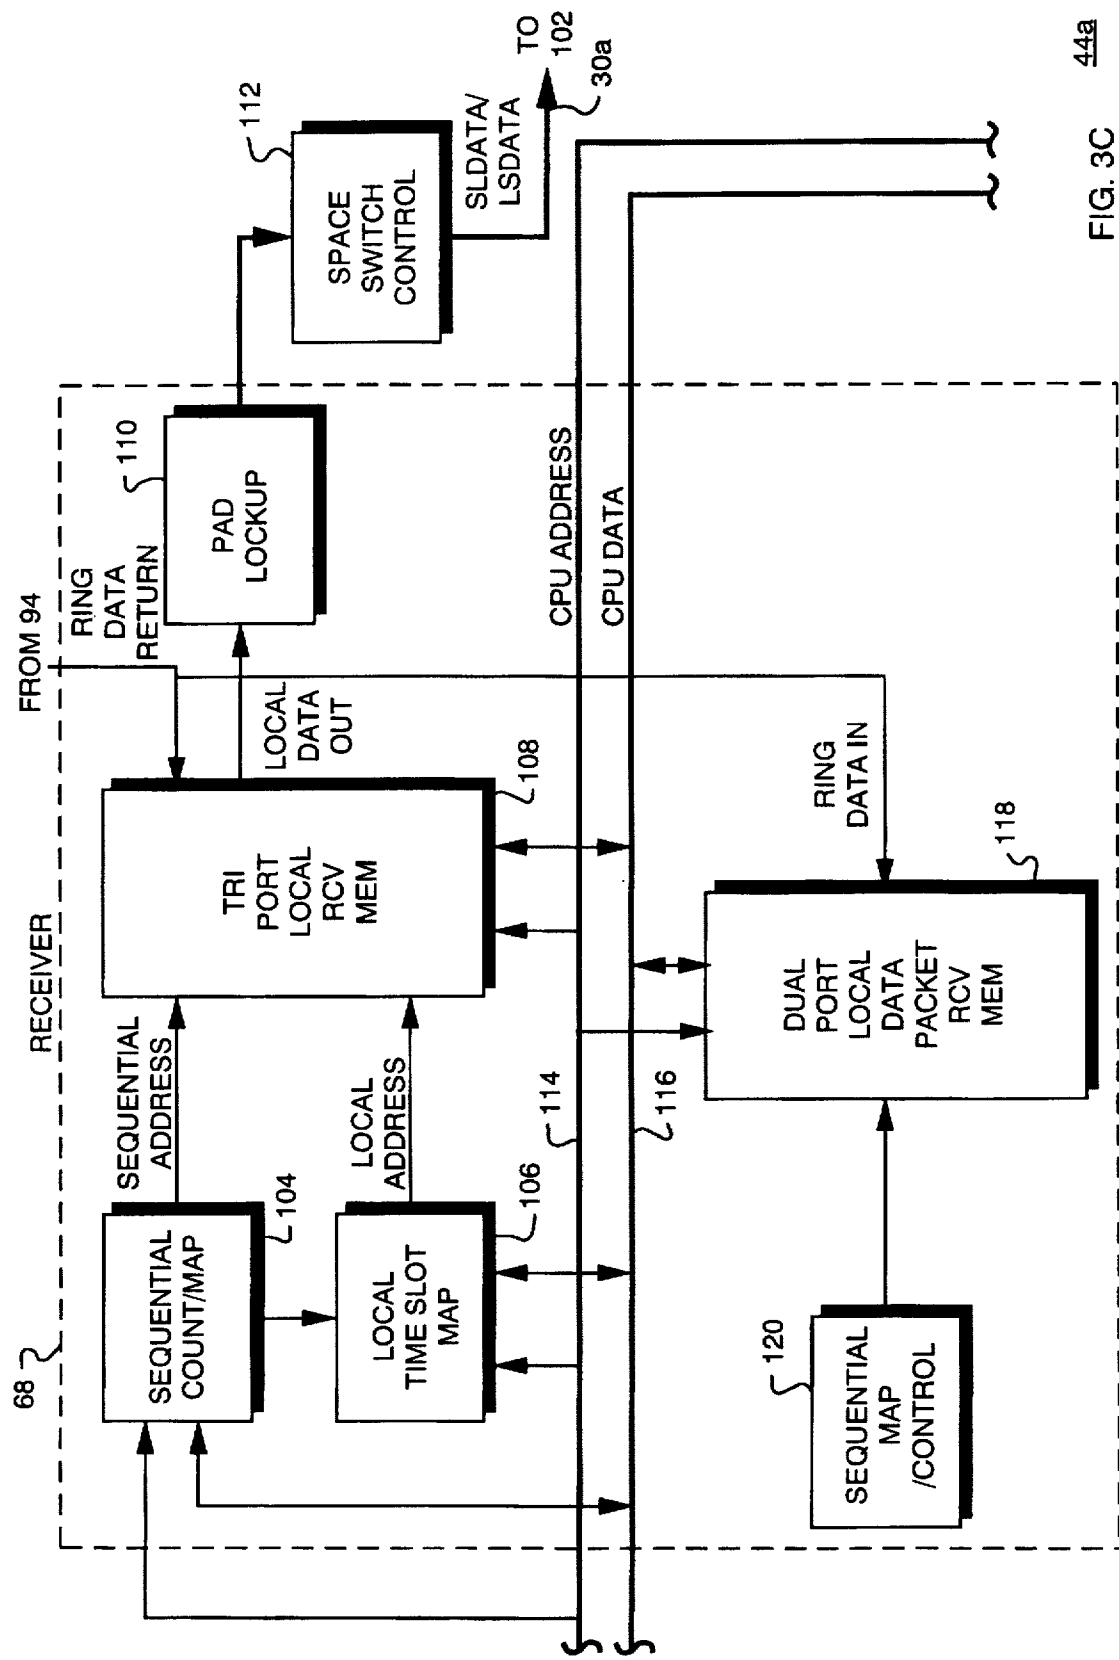 68
RECEIVER
FROM 94
RING
DATA
RETURN
SEQUENTIAL
COUNT/MAP
104
SEQUENTIAL
ADDRESS
LOCAL
TIME SLOT
MAP
106
LOCAL
ADDRESS
TRI
PORT
LOCAL
RCV
MEM
108
LOCAL
DATA
OUT
PAD
LOCKUP
110
SPACE
SWITCH
CONTROL
112
SLDATA/
LSDATA
TO
102
30a
114
116
CPU ADDRESS
CPU DATA
120
SEQUENTIAL
MAP
/CONTROL
DUAL
PORT
LOCAL
DATA
PACKET
RCV
MEM
118
RING
DATA IN
FIG. 3C
44a